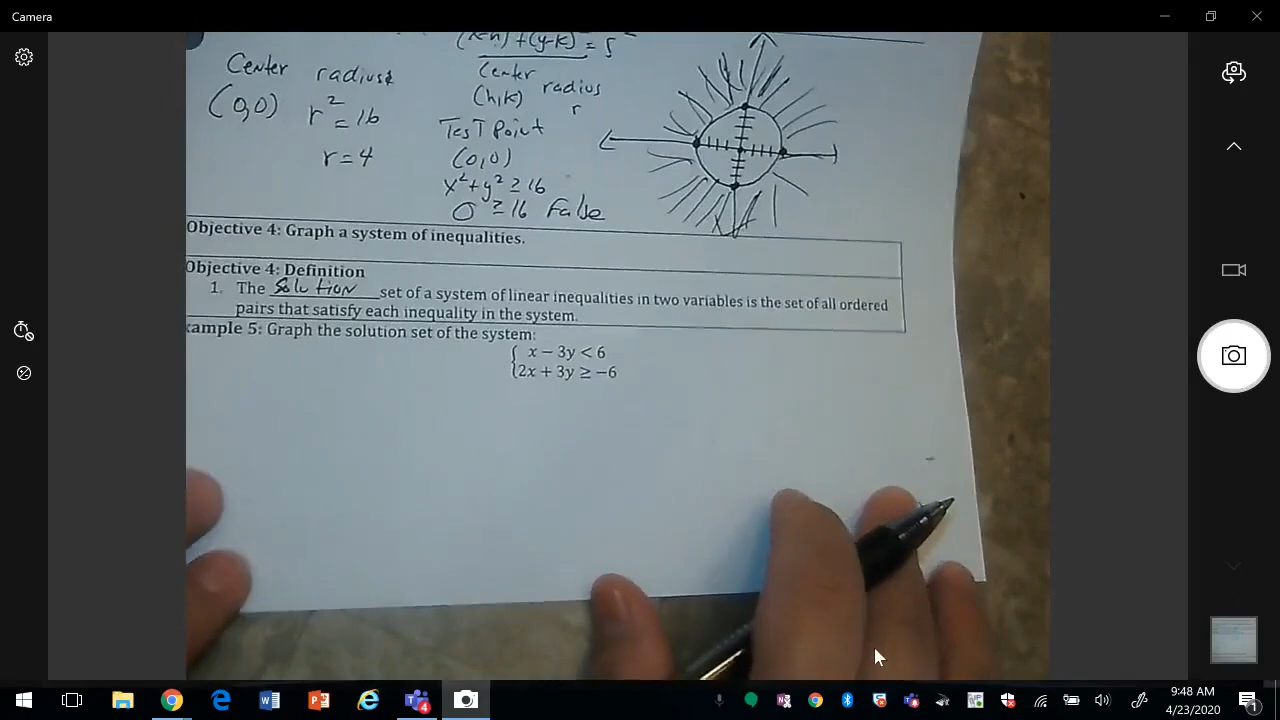 Camera
(x-h)² + (y-k)² = r²
Center radius
(0,0) r² = 16
r = 4
Center
(h,k) radius
r
Test Point
(0,0)
x² + y² ≥ 16
0 ≥ 16 False
Objective 4: Graph a system of inequalities.
Objective 4: Definition
1. The Solution set of a system of linear inequalities in two variables is the set of all ordered
pairs that satisfy each inequality in the system.
xample 5: Graph the solution set of the system:
x − 3y < 6
2x + 3y ≥ −6
9:48 AM
4/23/2020